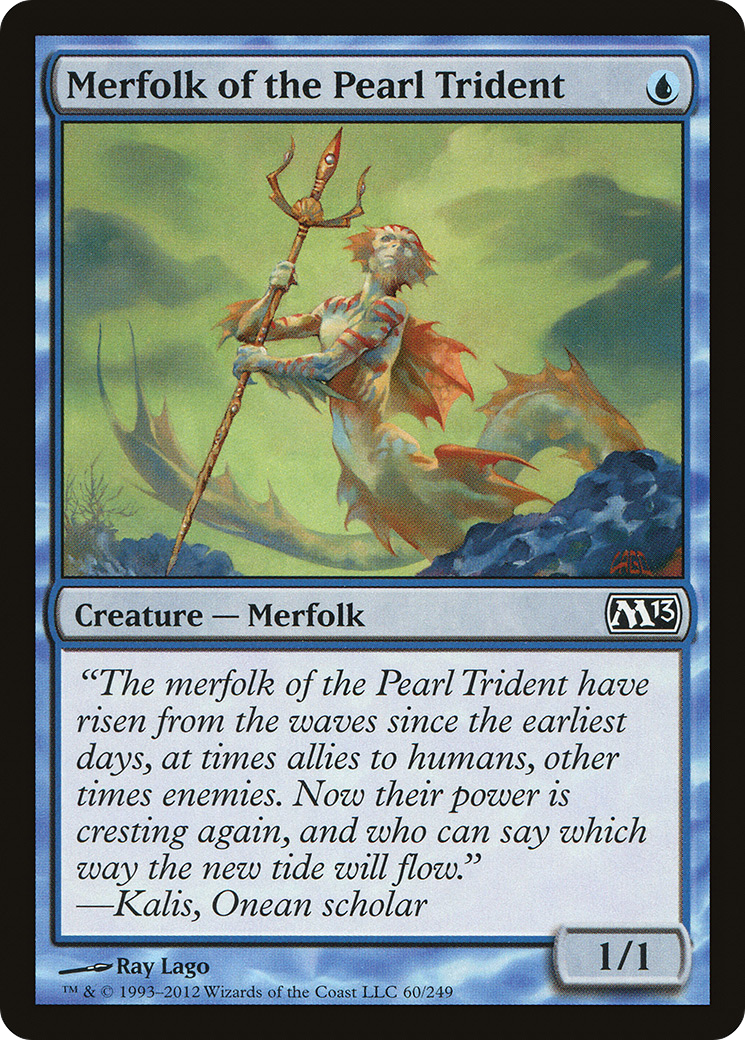 Merfolk of the Pearl Trident
Creature — Merfolk
M13
“The merfolk of the Pearl Trident have
risen from the waves since the earliest
days, at times allies to humans, other
times enemies. Now their power is
cresting again, and who can say which
way the new tide will flow.”
—Kalis, Onean scholar
1/1
Ray Lago
™ & © 1993–2012 Wizards of the Coast LLC 60/249